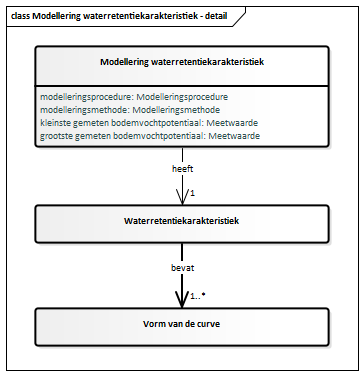 class Modellering waterretentiekarakteristiek - detail
Modellering waterretentiekarakteristiek
modelleringsprocedure: Modelleringsprocedure
modelleringsmethode: Modelleringsmethode
kleinste gemeten bodemvochtpotentiaal: Meetwaarde
grootste gemeten bodemvochtpotentiaal: Meetwaarde
heeft
1
Waterretentiekarakteristiek
bevat
1..*
Vorm van de curve